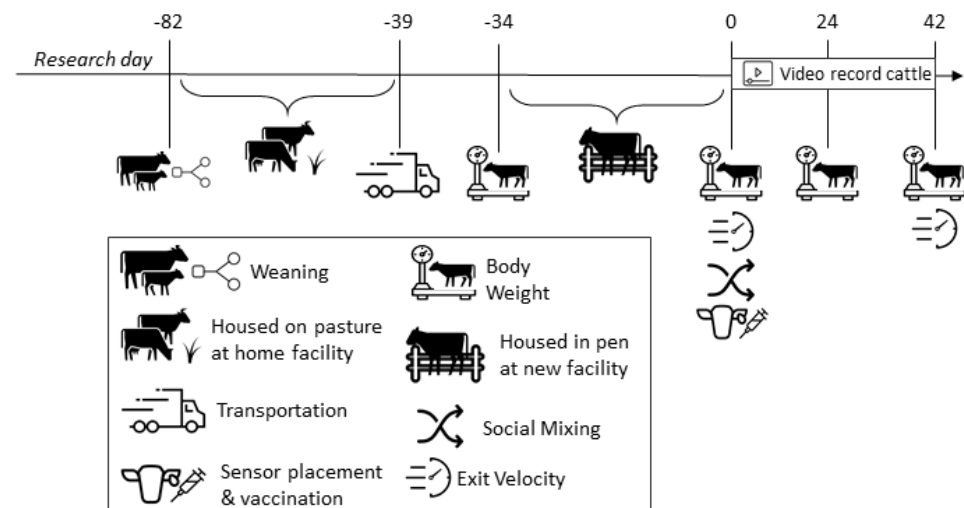 -82
-39
-34
0
24
42
Research day
Video record cattle
Weaning
Body
Weight
Housed on pasture
at home facility
Housed in pen
at new facility
Transportation
Social Mixing
Sensor placement
& vaccination
Exit Velocity